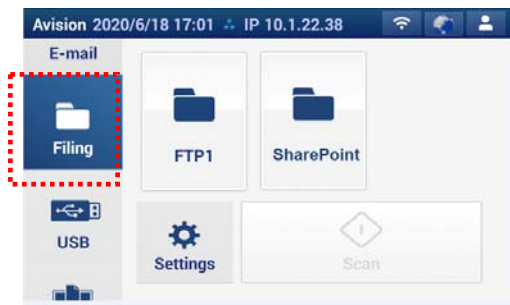 Avision 2020/6/18 17:01 IP 10.1.22.38
E-mail
Filing
FTP1
SharePoint
USB
Settings
Scan